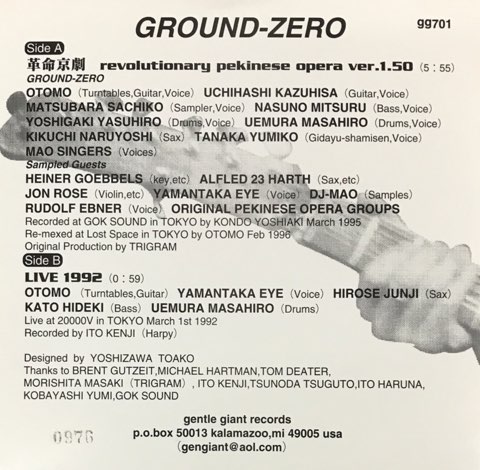 GROUND-ZERO
gg701
Side A
革命京劇 revolutionary pekinese opera ver.1.50 (5:55)
GROUND-ZERO
OTOMO (Turntables,Guitar,Voice) UCHIHASHI KAZUHISA (Guitar,Voice)
MATSUBARA SACHIKO (Sampler,Voice) NASUNO MITSURU (Bass,Voice)
YOSHIGAKI YASUHIRO (Drums,Voice) UEMURA MASAHIRO (Drums,Voice)
KIKUCHI NARUYOSHI (Sax) TANAKA YUMIKO (Gidayu-shamisen,Voice)
MAO SINGERS (Voices)
Sampled Guests
HEINER GOEBBELS (key,etc) ALFLED 23 HARTH (Sax,etc)
JON ROSE (Violin,etc) YAMANTAKA EYE (Voice) DJ-MAO (Samples)
RUDOLF EBNER (Voice) ORIGINAL PEKINESE OPERA GROUPS
Recorded at GOK SOUND in TOKYO by KONDO YOSHIAKI March 1995
Re-mexed at Lost Space in TOKYO by OTOMO Feb 1996
Original Production by TRIGRAM
Side B
LIVE 1992 (0:59)
OTOMO (Turntables,Guitar) YAMANTAKA EYE (Voice) HIROSE JUNJI (Sax)
KATO HIDEKI (Bass) UEMURA MASAHIRO (Drums)
Live at 20000V in TOKYO March 1st 1992
Recorded by ITO KENJI (Harpy)
Designed by YOSHIZAWA TOAKO
Thanks to BRENT GUTZEIT,MICHAEL HARTMAN,TOM DEATER,
MORISHITA MASAKI (TRIGRAM), ITO KENJI,TSUNODA TSUGUTO,ITO HARUNA,
KOBAYASHI YUMI,GOK SOUND
gentle giant records
p.o.box 50013 kalamazoo,mi 49005 usa
(gengiant@aol.com)
0976